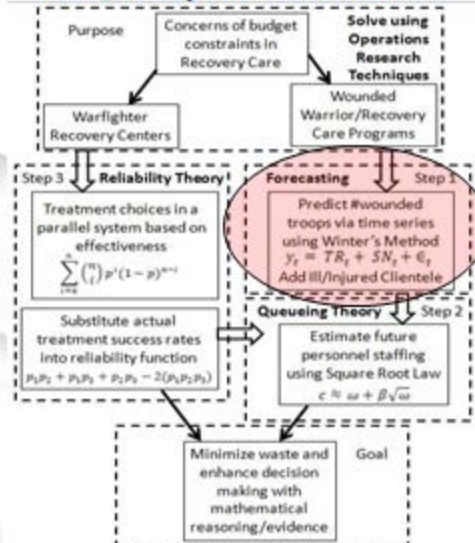 Purpose
Concerns of budget
constraints in
Recovery Care
Solve using
Operations
Research
Techniques
Warfighter
Recovery Centers
Wounded
Warrior/Recovery
Care Programs
Step 3
Reliability Theory
Treatment choices in a
parallel system based on
effectiveness
Substitute actual
treatment success rates
into reliability function
p₁p₂ + p₁p₃ + p₂p₃ − 2(p₁p₂p₃)
Forecasting
Step 1
Predict #wounded
troops via time series
using Winter's Method
yₜ = TRₜ + SNₜ + ∈ₜ
Add Ill/Injured Clientele
Queueing Theory
Step 2
Estimate future
personnel staffing
using Square Root Law
c ≈ ω + β√ω
Goal
Minimize waste and
enhance decision
making with
mathematical
reasoning/evidence